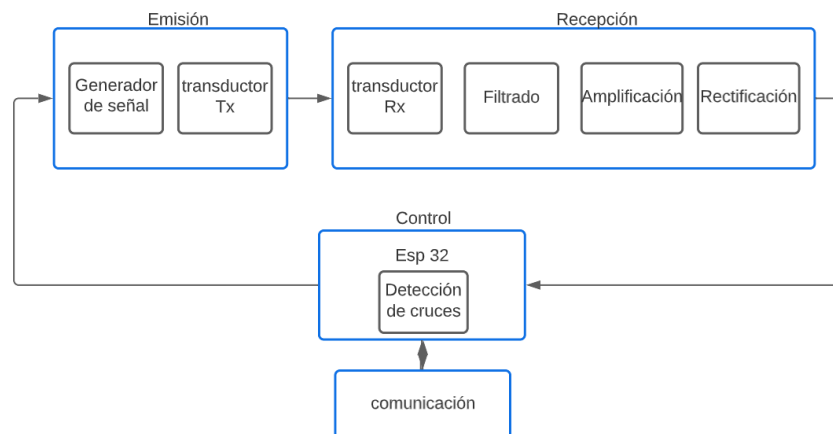 Emisión
Recepción
Generador
de señal
transductor
Tx
transductor
Rx
Filtrado
Amplificación
Rectificación
Control
Esp 32
Detección
de cruces
comunicación